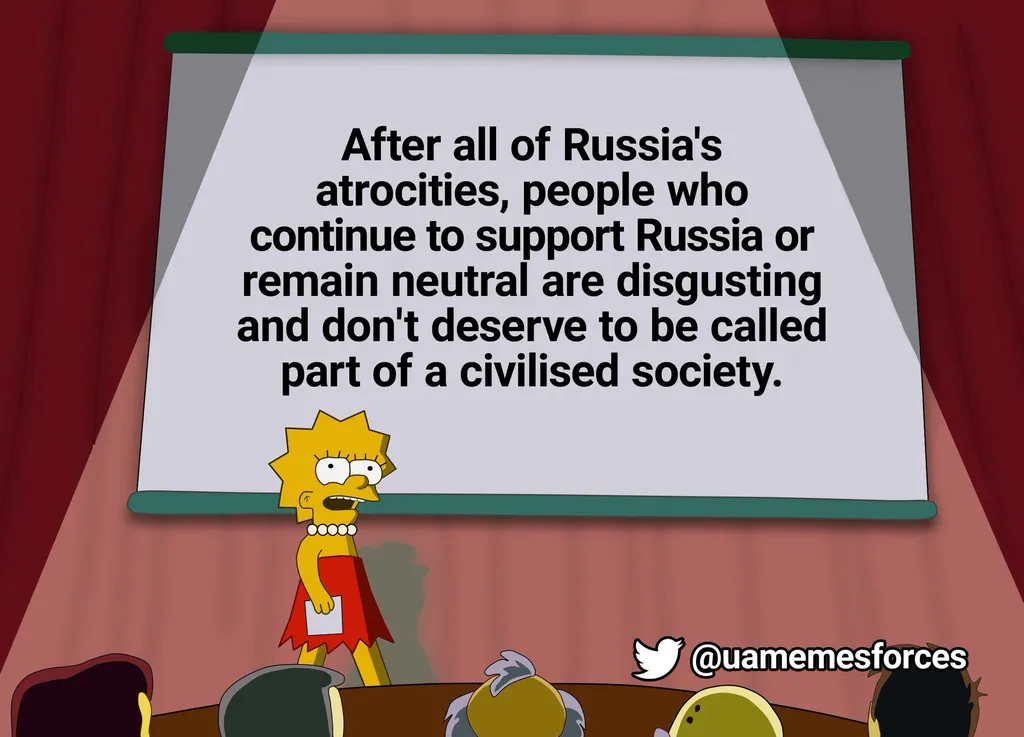 After all of Russia's
atrocities, people who
continue to support Russia or
remain neutral are disgusting
and don't deserve to be called
part of a civilised society.
@uamemesforces